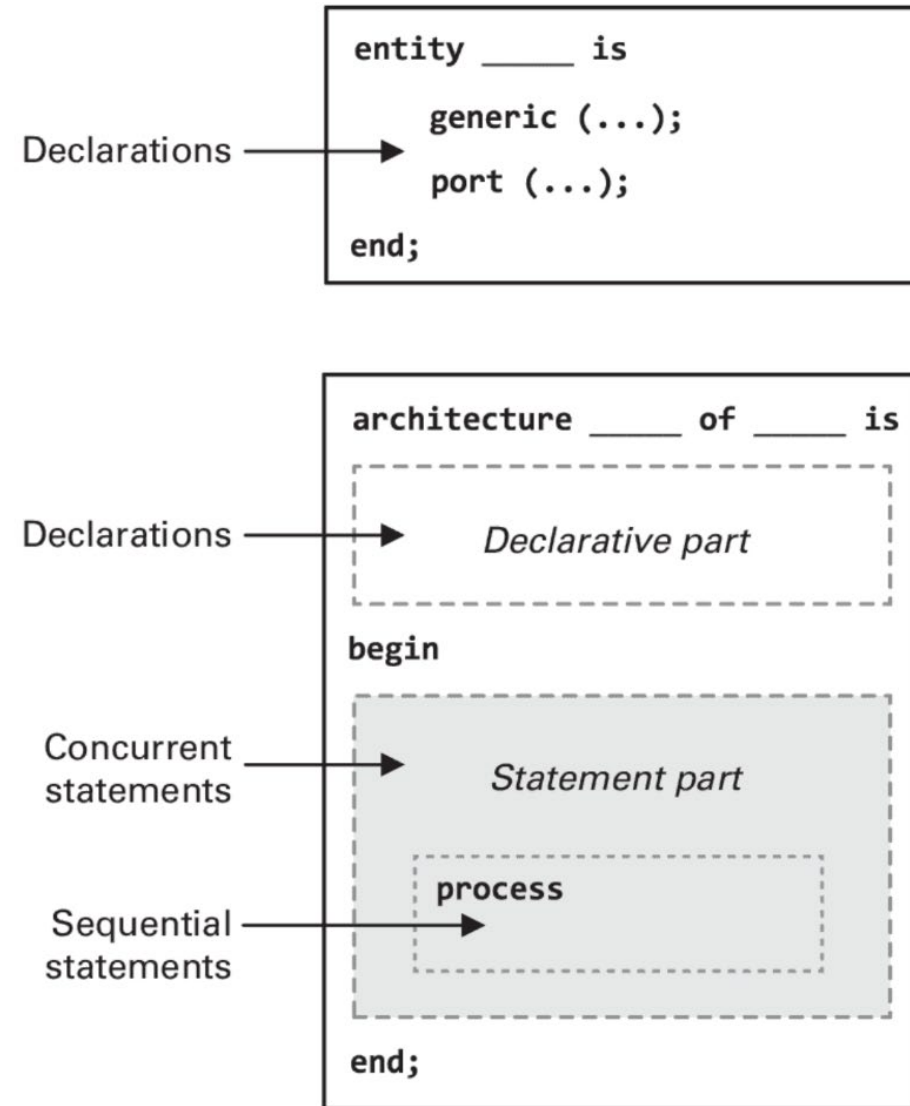 entity _____ is
generic (...);
Declarations
port (...);
end;
architecture _____ of _____ is
Declarations
Declarative part
begin
Concurrent
statements
Statement part
process
Sequential
statements
end;